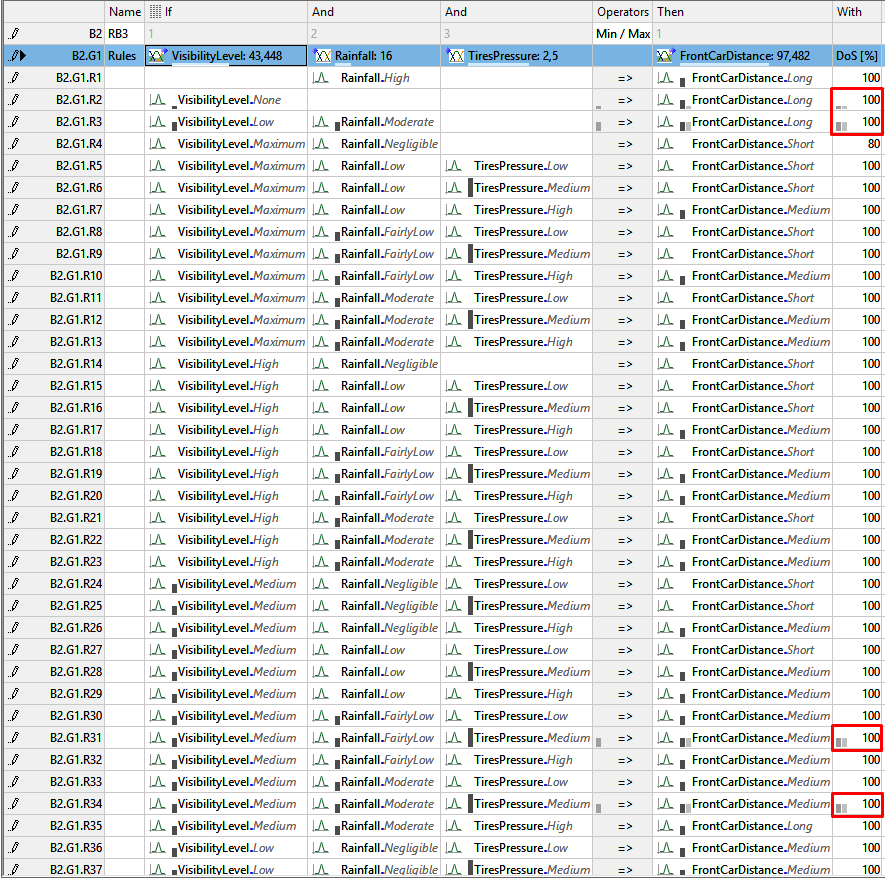 Name If And And Operators Then With
B2 RB3 1 2 3 Min / Max 1
B2.G1 Rules VisibilityLevel: 43,448 Rainfall: 16 TiresPressure: 2,5 FrontCarDistance: 97,482 DoS [%]
B2.G1.R1 Rainfall.High => FrontCarDistance.Long 100
B2.G1.R2 VisibilityLevel.None => FrontCarDistance.Long 100
B2.G1.R3 VisibilityLevel.Low Rainfall.Moderate => FrontCarDistance.Long 100
B2.G1.R4 VisibilityLevel.Maximum Rainfall.Negligible => FrontCarDistance.Short 80
B2.G1.R5 VisibilityLevel.Maximum Rainfall.Low TiresPressure.Low => FrontCarDistance.Short 100
B2.G1.R6 VisibilityLevel.Maximum Rainfall.Low TiresPressure.Medium => FrontCarDistance.Short 100
B2.G1.R7 VisibilityLevel.Maximum Rainfall.Low TiresPressure.High => FrontCarDistance.Medium 100
B2.G1.R8 VisibilityLevel.Maximum Rainfall.FairlyLow TiresPressure.Low => FrontCarDistance.Short 100
B2.G1.R9 VisibilityLevel.Maximum Rainfall.FairlyLow TiresPressure.Medium => FrontCarDistance.Short 100
B2.G1.R10 VisibilityLevel.Maximum Rainfall.FairlyLow TiresPressure.High => FrontCarDistance.Medium 100
B2.G1.R11 VisibilityLevel.Maximum Rainfall.Moderate TiresPressure.Low => FrontCarDistance.Short 100
B2.G1.R12 VisibilityLevel.Maximum Rainfall.Moderate TiresPressure.Medium => FrontCarDistance.Medium 100
B2.G1.R13 VisibilityLevel.Maximum Rainfall.Moderate TiresPressure.High => FrontCarDistance.Medium 100
B2.G1.R14 VisibilityLevel.High Rainfall.Negligible => FrontCarDistance.Short 100
B2.G1.R15 VisibilityLevel.High Rainfall.Low TiresPressure.Low => FrontCarDistance.Short 100
B2.G1.R16 VisibilityLevel.High Rainfall.Low TiresPressure.Medium => FrontCarDistance.Short 100
B2.G1.R17 VisibilityLevel.High Rainfall.Low TiresPressure.High => FrontCarDistance.Medium 100
B2.G1.R18 VisibilityLevel.High Rainfall.FairlyLow TiresPressure.Low => FrontCarDistance.Short 100
B2.G1.R19 VisibilityLevel.High Rainfall.FairlyLow TiresPressure.Medium => FrontCarDistance.Medium 100
B2.G1.R20 VisibilityLevel.High Rainfall.FairlyLow TiresPressure.High => FrontCarDistance.Medium 100
B2.G1.R21 VisibilityLevel.High Rainfall.Moderate TiresPressure.Low => FrontCarDistance.Short 100
B2.G1.R22 VisibilityLevel.High Rainfall.Moderate TiresPressure.Medium => FrontCarDistance.Medium 100
B2.G1.R23 VisibilityLevel.High Rainfall.Moderate TiresPressure.High => FrontCarDistance.Medium 100
B2.G1.R24 VisibilityLevel.Medium Rainfall.Negligible TiresPressure.Low => FrontCarDistance.Short 100
B2.G1.R25 VisibilityLevel.Medium Rainfall.Negligible TiresPressure.Medium => FrontCarDistance.Short 100
B2.G1.R26 VisibilityLevel.Medium Rainfall.Negligible TiresPressure.High => FrontCarDistance.Medium 100
B2.G1.R27 VisibilityLevel.Medium Rainfall.Low TiresPressure.Low => FrontCarDistance.Short 100
B2.G1.R28 VisibilityLevel.Medium Rainfall.Low TiresPressure.Medium => FrontCarDistance.Medium 100
B2.G1.R29 VisibilityLevel.Medium Rainfall.Low TiresPressure.High => FrontCarDistance.Medium 100
B2.G1.R30 VisibilityLevel.Medium Rainfall.FairlyLow TiresPressure.Low => FrontCarDistance.Medium 100
B2.G1.R31 VisibilityLevel.Medium Rainfall.FairlyLow TiresPressure.Medium => FrontCarDistance.Medium 100
B2.G1.R32 VisibilityLevel.Medium Rainfall.FairlyLow TiresPressure.High => FrontCarDistance.Medium 100
B2.G1.R33 VisibilityLevel.Medium Rainfall.Moderate TiresPressure.Low => FrontCarDistance.Medium 100
B2.G1.R34 VisibilityLevel.Medium Rainfall.Moderate TiresPressure.Medium => FrontCarDistance.Medium 100
B2.G1.R35 VisibilityLevel.Medium Rainfall.Moderate TiresPressure.High => FrontCarDistance.Long 100
B2.G1.R36 VisibilityLevel.Low Rainfall.Negligible TiresPressure.Low => FrontCarDistance.Medium 100
B2.G1.R37 VisibilityLevel.Low Rainfall.Negligible TiresPressure.Medium => FrontCarDistance.Medium 100